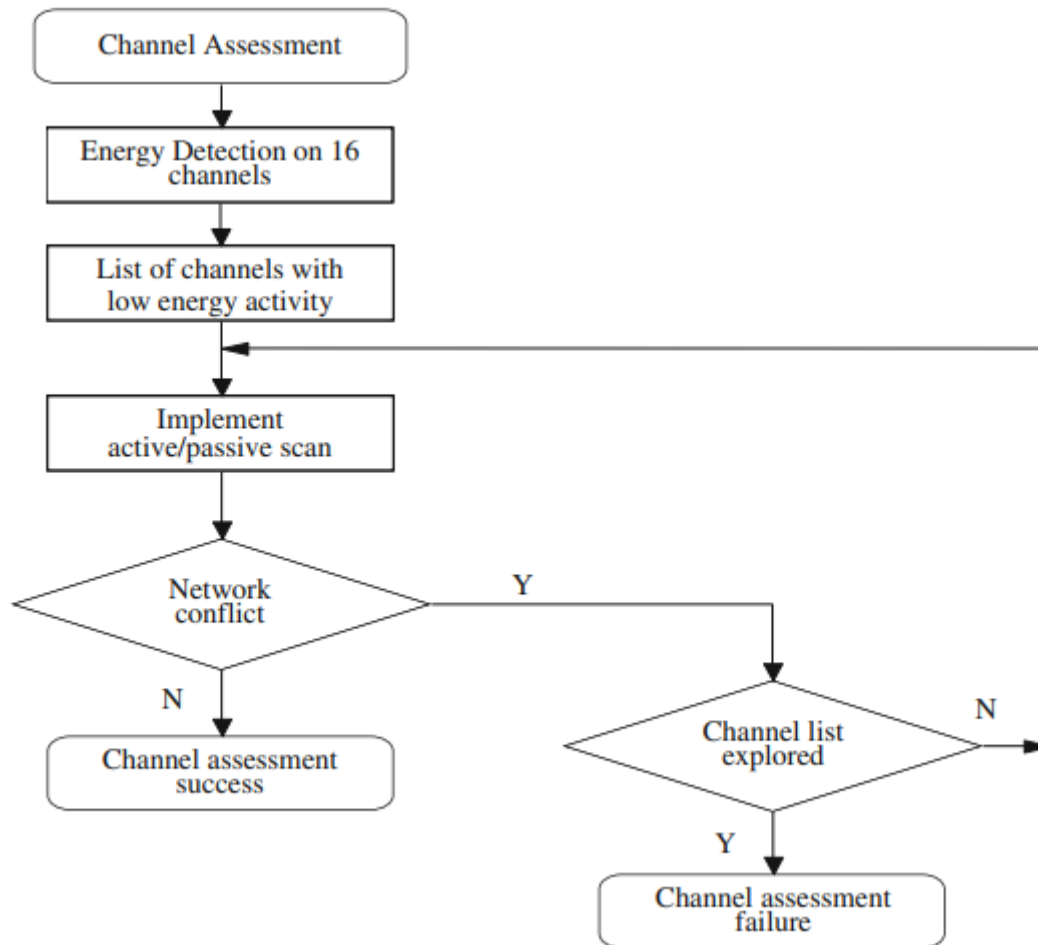 Channel Assessment
Energy Detection on 16
channels
List of channels with
low energy activity
Implement
active/passive scan
Network
conflict
Y
N
Channel assessment
success
Channel list
explored
N
Y
Channel assessment
failure